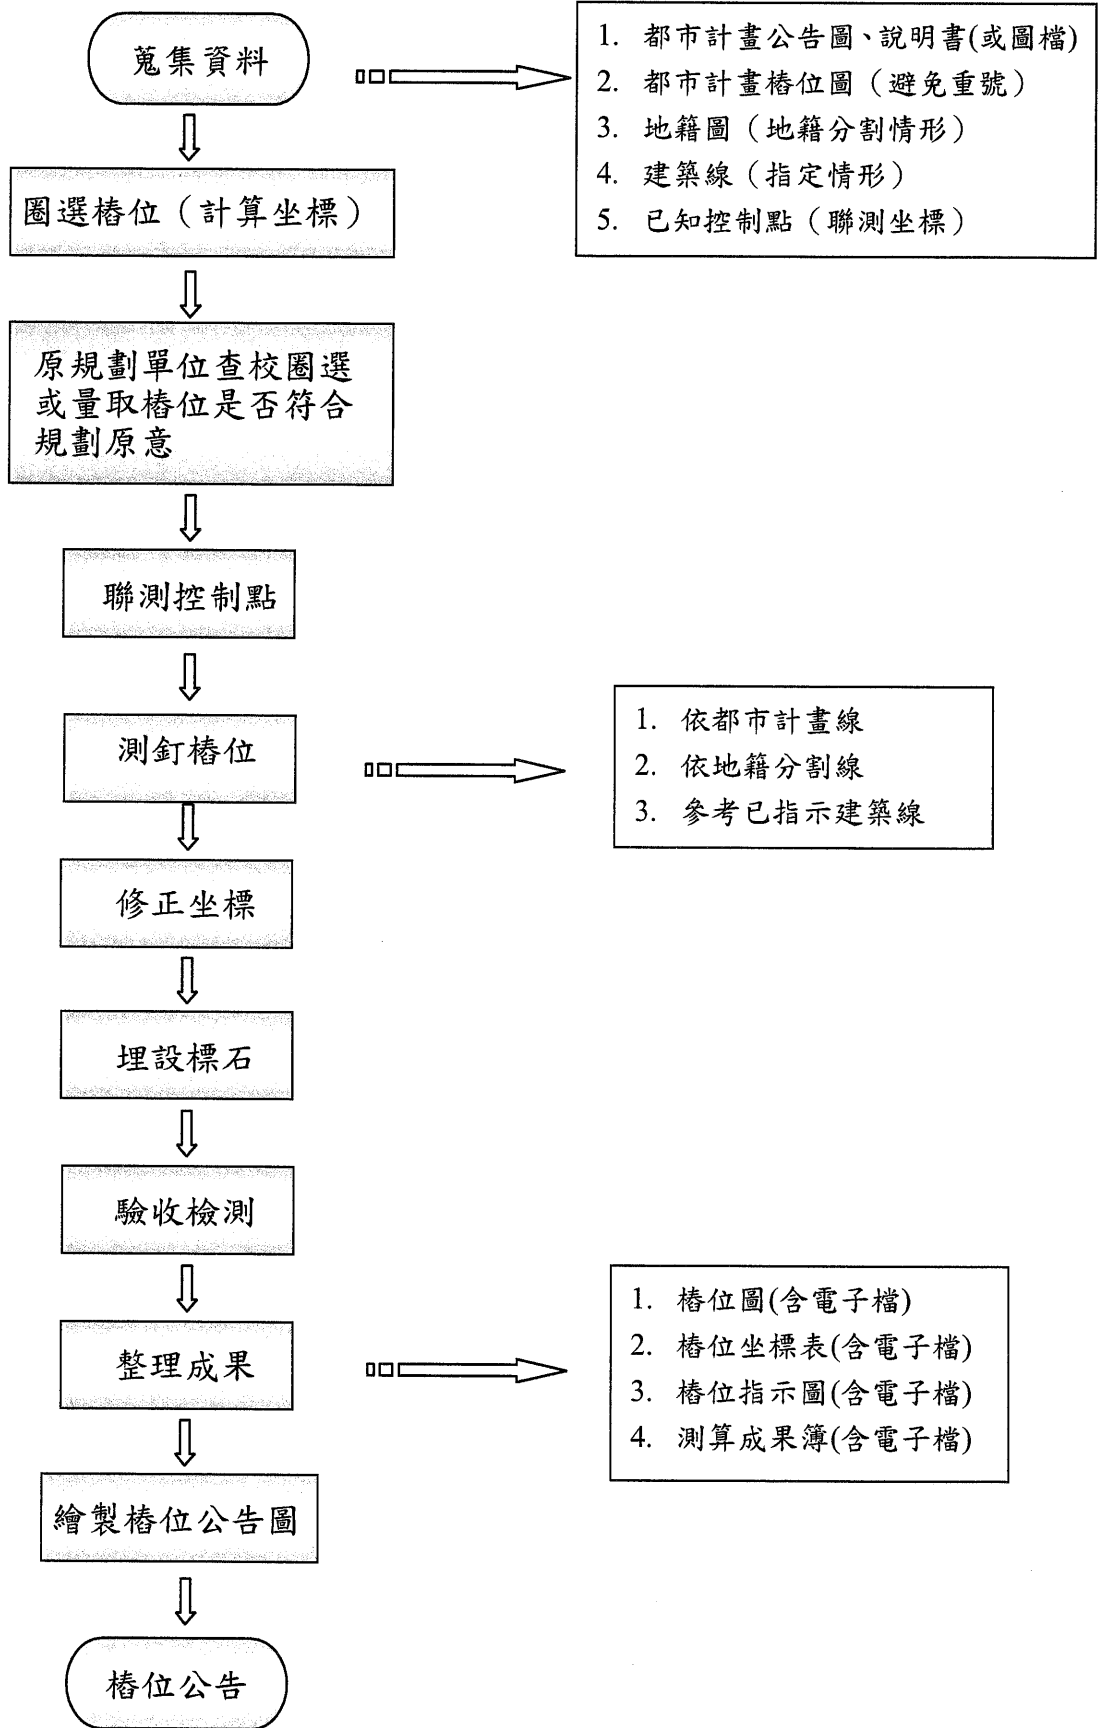 蒐集資料
1. 都市計畫公告圖、說明書(或圖檔)
2. 都市計畫樁位圖（避免重號）
3. 地籍圖（地籍分割情形）
4. 建築線（指定情形）
5. 已知控制點（聯測坐標）
圈選樁位（計算坐標）
原規劃單位查校圈選
或量取樁位是否符合
規劃原意
聯測控制點
測釘樁位
1. 依都市計畫線
2. 依地籍分割線
3. 參考已指示建築線
修正坐標
埋設標石
驗收檢測
整理成果
1. 樁位圖(含電子檔)
2. 樁位坐標表(含電子檔)
3. 樁位指示圖(含電子檔)
4. 測算成果簿(含電子檔)
繪製樁位公告圖
樁位公告